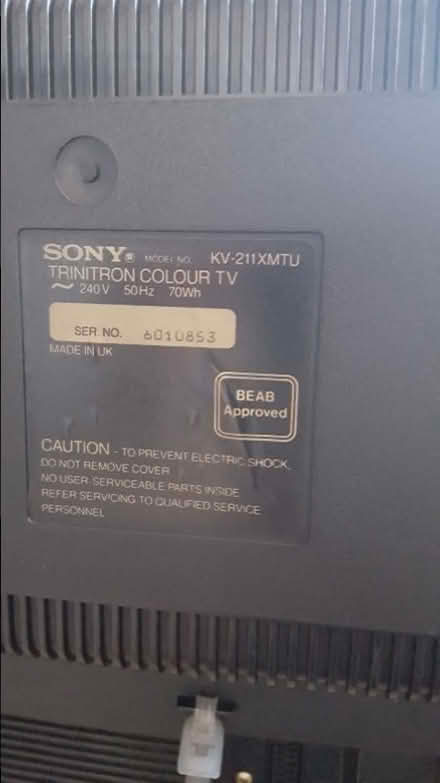 SONY® MODEL NO. KV-211XMTU
TRINITRON COLOUR TV
~ 240V 50Hz 70Wh
SER NO. 6010853
MADE IN UK
BEAB
Approved
CAUTION - TO PREVENT ELECTRIC SHOCK,
DO NOT REMOVE COVER
NO USER-SERVICEABLE PARTS INSIDE
REFER SERVICING TO QUALIFIED SERVICE
PERSONNEL